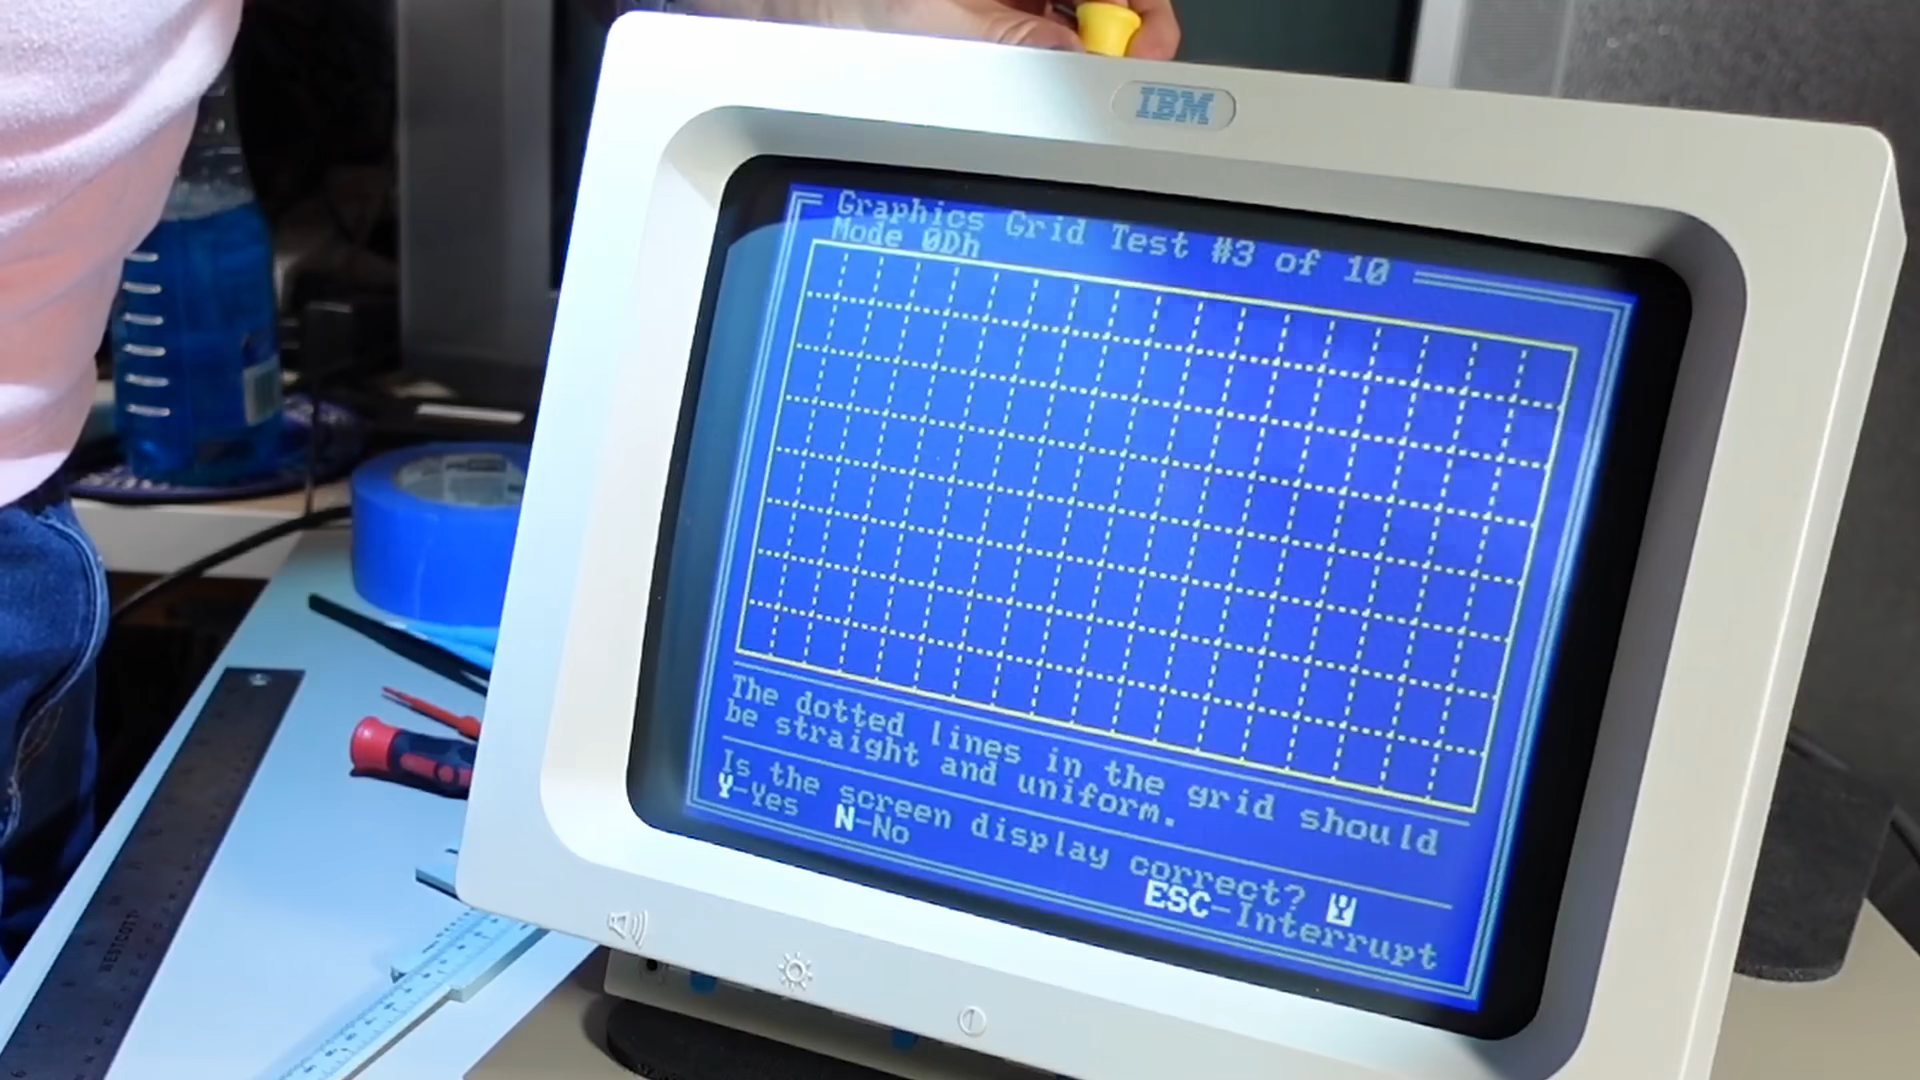 IBM
Graphics Grid Test #3 of 10
Mode 0Dh
The dotted lines in the grid should
be straight and uniform.
Is the screen display correct? Y
Y-Yes N-No
ESC-Interrupt
WESTCOTT